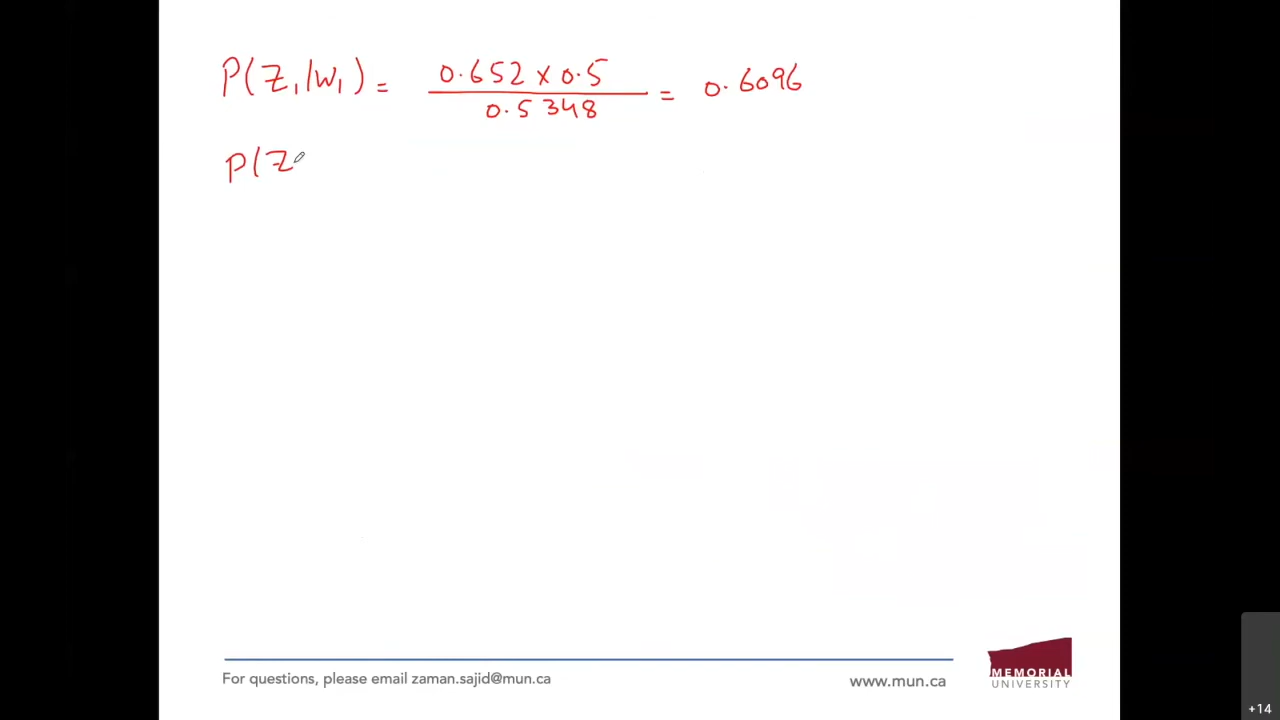 P(Z₁/W₁) = 0.652 x 0.5 / 0.5348 = 0.6096
P(Z
For questions, please email zaman.sajid@mun.ca
www.mun.ca
MEMORIAL
UNIVERSITY
+14